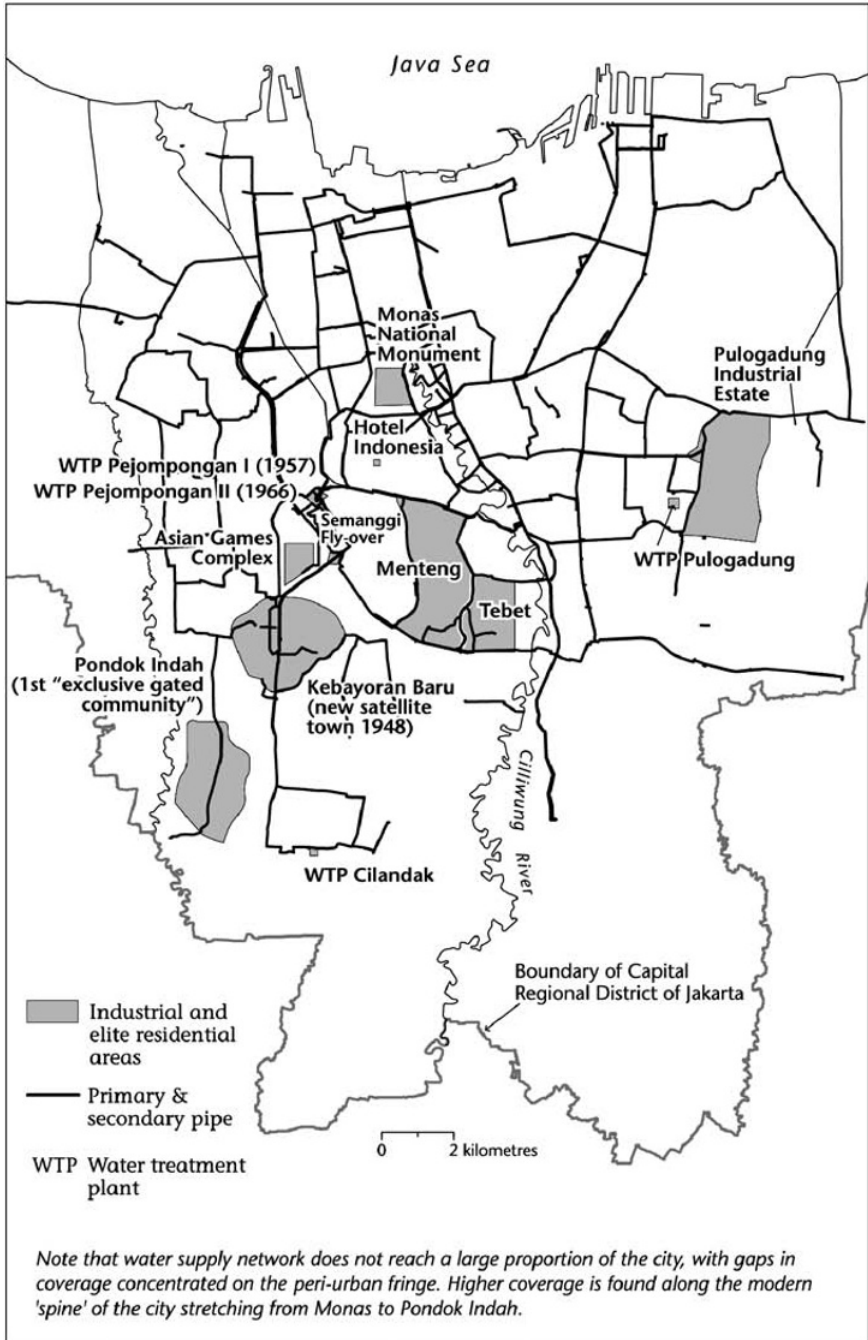 Java Sea
Monas
National
Monument
Pulogadung
Industrial
Estate
Hotel
Indonesia
WTP Pejompongan I (1957)
WTP Pejompongan II (1966)
Semanggi
Fly-over
Asian Games
Complex
Menteng
WTP Pulogadung
Tebet
Pondok Indah
(1st “exclusive gated
community”)
Kebayoran Baru
(new satellite
town 1948)
Ciliwung River
WTP Cilandak
Boundary of Capital
Regional District of Jakarta
Industrial and
elite residential
areas
Primary &
secondary pipe
WTP Water treatment
plant
0 2 kilometres
Note that water supply network does not reach a large proportion of the city, with gaps in
coverage concentrated on the peri-urban fringe. Higher coverage is found along the modern
'spine' of the city stretching from Monas to Pondok Indah.